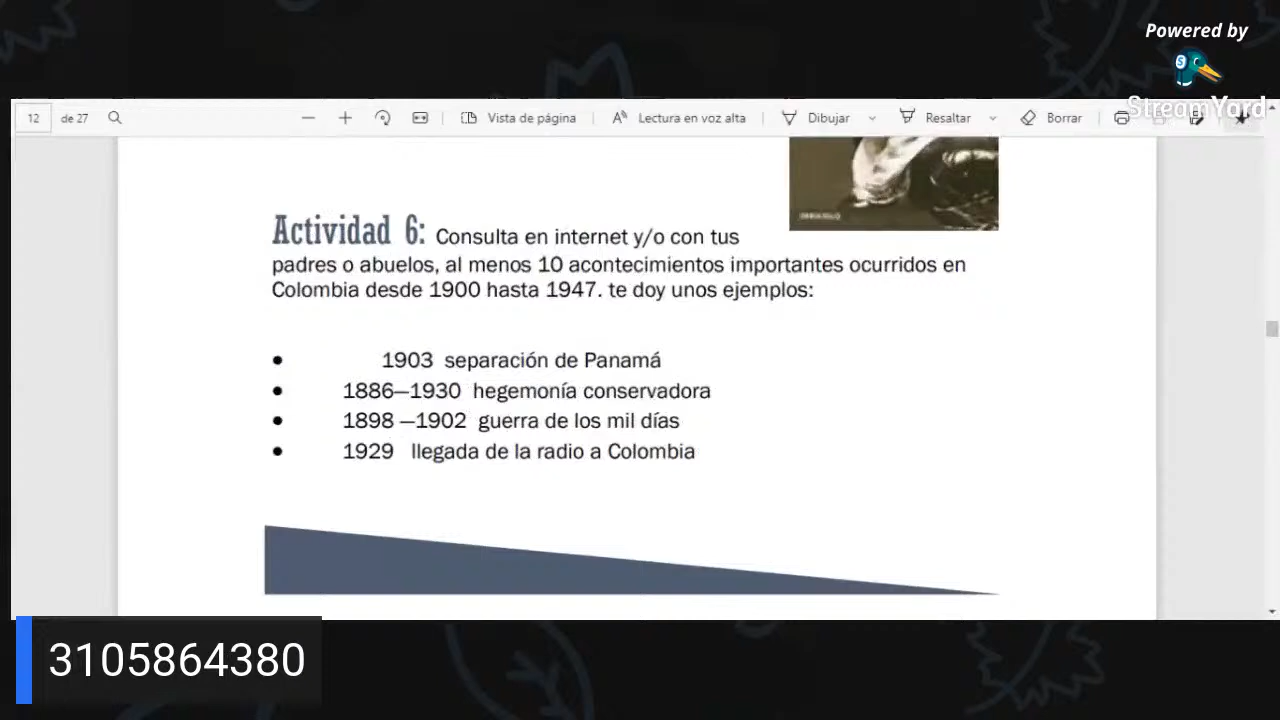 Powered by
StreamYard
12 de 27 Vista de página Lectura en voz alta Dibujar Resaltar Borrar
Actividad 6: Consulta en internet y/o con tus
padres o abuelos, al menos 10 acontecimientos importantes ocurridos en
Colombia desde 1900 hasta 1947. te doy unos ejemplos:
• 1903 separación de Panamá
• 1886—1930 hegemonía conservadora
• 1898 —1902 guerra de los mil días
• 1929 llegada de la radio a Colombia
3105864380